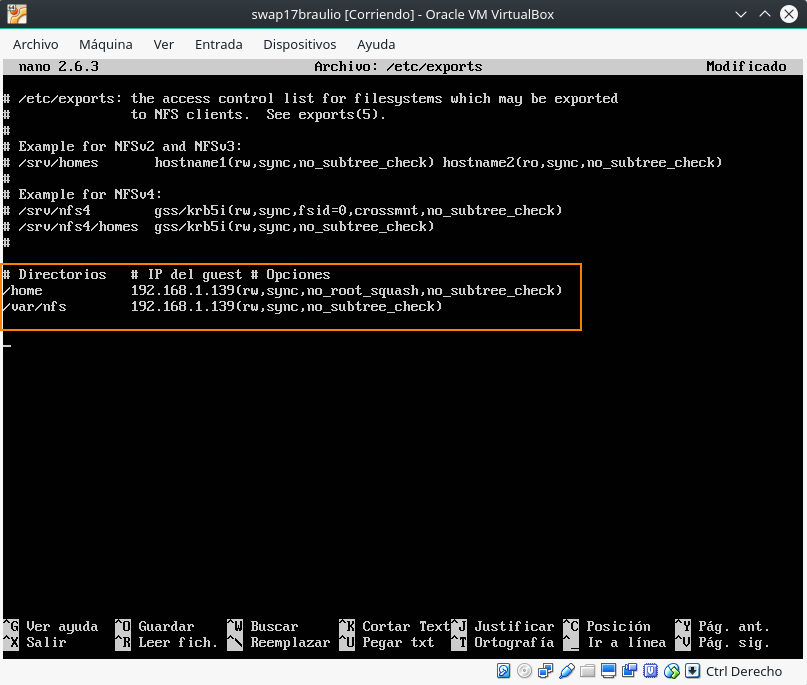 swap17braulio [Corriendo] - Oracle VM VirtualBox
Archivo Máquina Ver Entrada Dispositivos Ayuda
nano 2.6.3 Archivo: /etc/exports Modificado
# /etc/exports: the access control list for filesystems which may be exported
# to NFS clients. See exports(5).
#
# Example for NFSv2 and NFSv3:
# /srv/homes hostname1(rw,sync,no_subtree_check) hostname2(ro,sync,no_subtree_check)
#
# Example for NFSv4:
# /srv/nfs4 gss/krb5i(rw,sync,fsid=0,crossmnt,no_subtree_check)
# /srv/nfs4/homes gss/krb5i(rw,sync,no_subtree_check)
#
# Directorios # IP del guest # Opciones
/home 192.168.1.139(rw,sync,no_root_squash,no_subtree_check)
/var/nfs 192.168.1.139(rw,sync,no_subtree_check)
^G Ver ayuda ^O Guardar ^W Buscar ^K Cortar Text ^J Justificar ^C Posición ^Y Pág. ant.
^X Salir ^R Leer fich. ^\ Reemplazar ^U Pegar txt ^T Ortografía ^_ Ir a línea ^V Pág. sig.
Ctrl Derecho